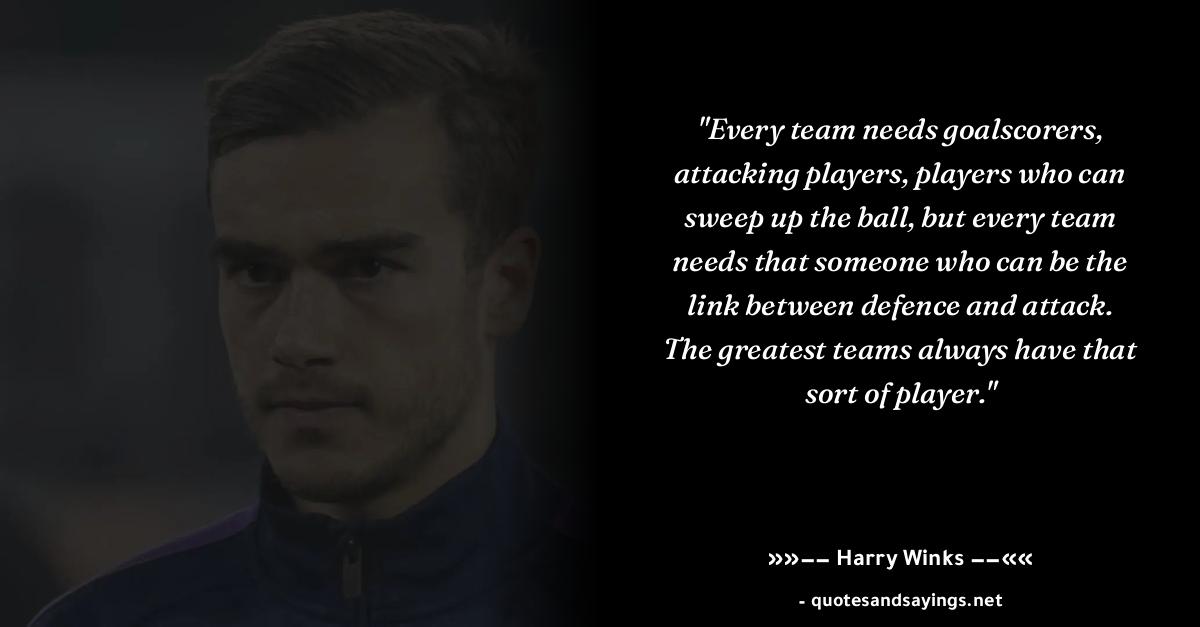 "Every team needs goalscorers,
attacking players, players who can
sweep up the ball, but every team
needs that someone who can be the
link between defence and attack.
The greatest teams always have that
sort of player."
»»−− Harry Winks −−««
- quotesandsayings.net